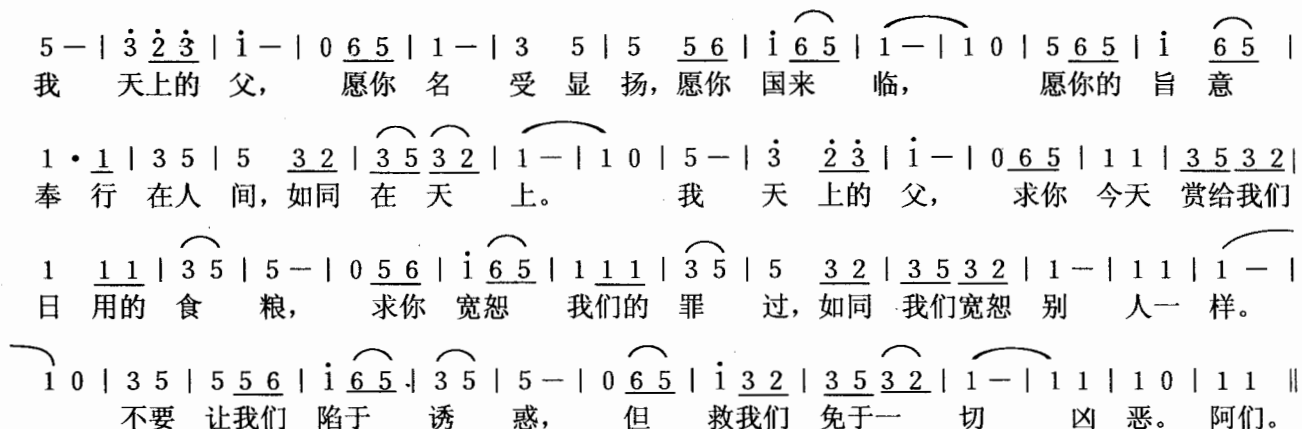 5 — | 3̇ 2̇ 3̇ | 1̇ — | 0 6 5 | 1 — | 3 5 | 5 5 6 | 1̇ 6 5 | 1 — | 1 0 | 5 6 5 | 1̇ 6 5 |
我 天上的 父， 愿你 名 受 显 扬，愿你 国来 临， 愿你的 旨 意
1 · 1 | 3 5 | 5 3 2 | 3 5 3 2 | 1 — | 1 0 | 5 — | 3̇ 2̇ 3̇ | 1̇ — | 0 6 5 | 1 1 | 3 5 3 2 |
奉 行 在人 间，如同 在 天 上。 我 天 上的 父， 求你 今天 赏给我们
1 1 1 | 3 5 | 5 — | 0 5 6 | 1̇ 6 5 | 1 1 1 | 3 5 | 5 3 2 | 3 5 3 2 | 1 — | 1 1 | 1 — |
日 用的 食 粮， 求你 宽恕 我们的 罪 过，如同 我们宽恕 别 人一 样。
1 0 | 3 5 | 5 5 6 | 1̇ 6 5 | 3 5 | 5 — | 0 6 5 | 1̇ 3 2 | 3 5 3 2 | 1 — | 1 1 | 1 0 | 1 1 ‖
不要 让我们 陷于 诱 惑， 但 救我们 免于一 切 凶 恶。 阿们。